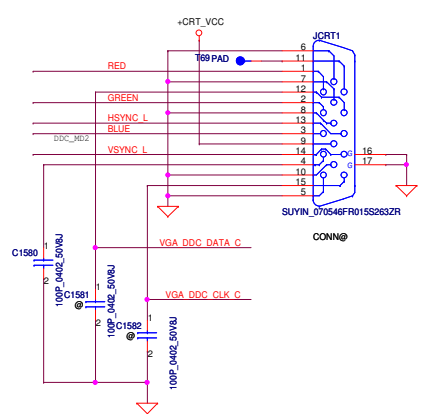 +CRT_VCC
JCRT1
T69 PAD
6
11
RED
1
7
12
GREEN
2
8
HSYNC_L
13
BLUE
3
DDC_MD2
9
VSYNC_L
14
G
16
4
G
17
10
15
5
SUYIN_070546FR015S263ZR
CONN@
VGA_DDC_DATA_C
C1580
1
2
100P_0402_50V8J
VGA_DDC_CLK_C
C1581
@
1
2
100P_0402_50V8J
C1582
@
1
2
100P_0402_50V8J